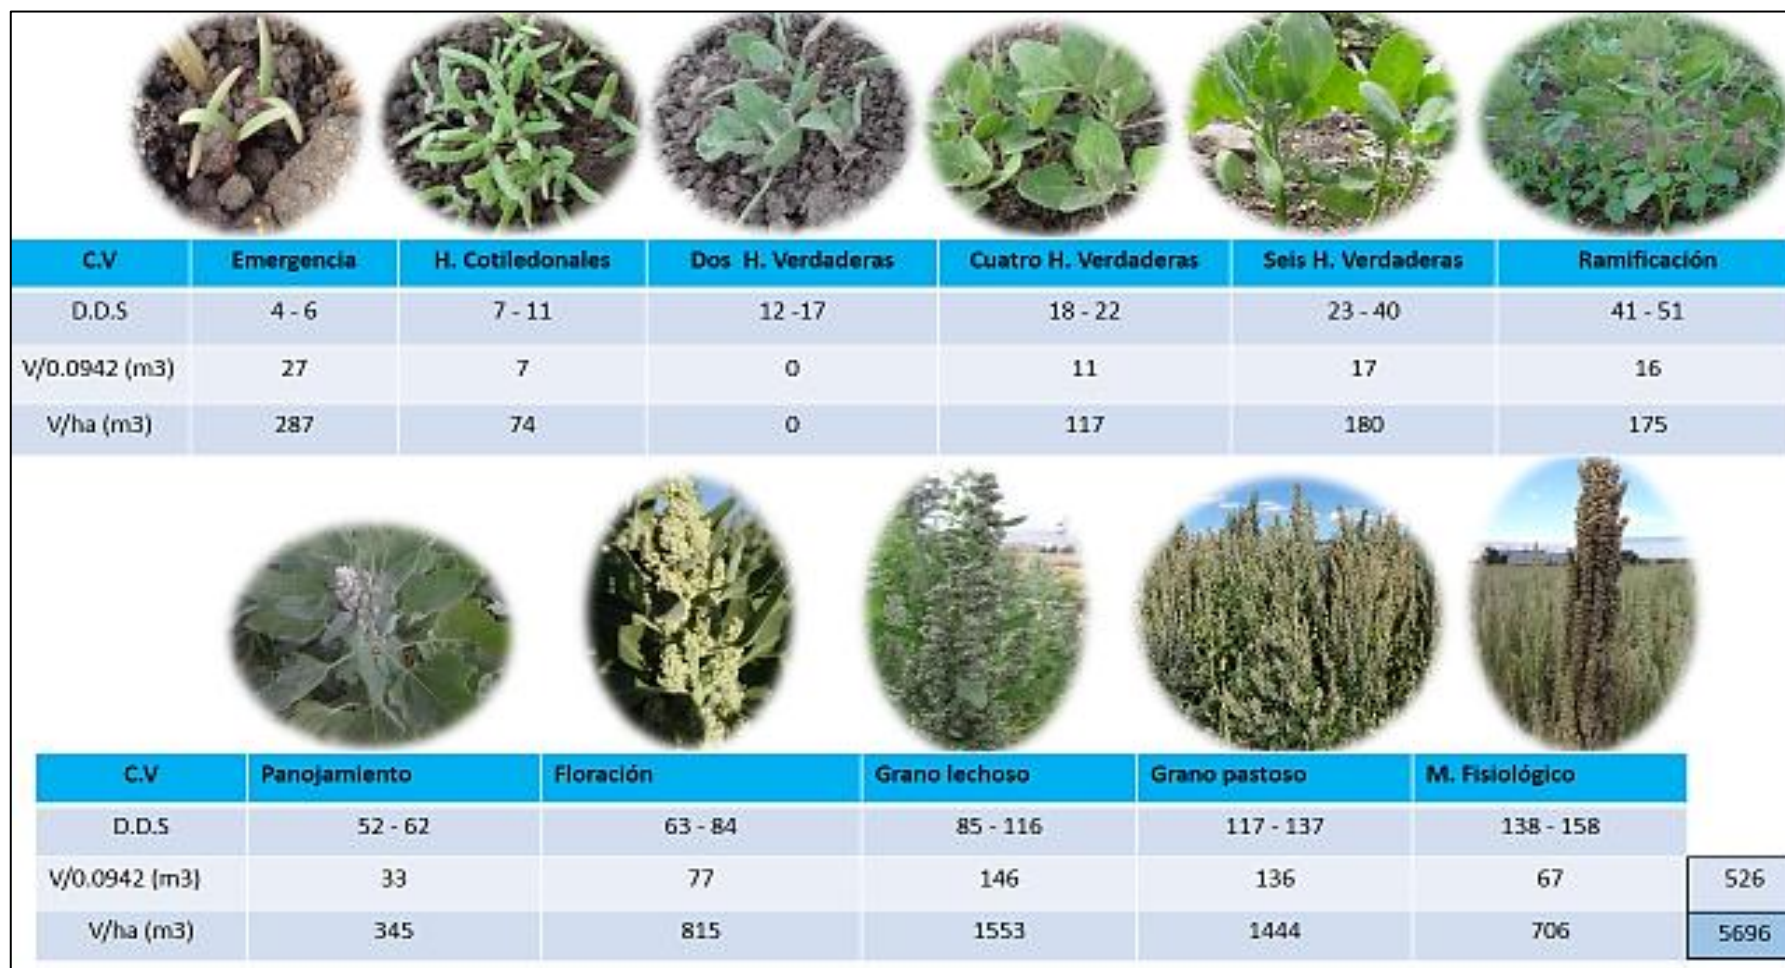 C.V Emergencia H. Cotiledonales Dos H. Verdaderas Cuatro H. Verdaderas Seis H. Verdaderas Ramificación
D.D.S 4 - 6 7 - 11 12 -17 18 - 22 23 - 40 41 - 51
V/0.0942 (m3) 27 7 0 11 17 16
V/ha (m3) 287 74 0 117 180 175
C.V Panojamiento Floración Grano lechoso Grano pastoso M. Fisiológico
D.D.S 52 - 62 63 - 84 85 - 116 117 - 137 138 - 158
V/0.0942 (m3) 33 77 146 136 67 526
V/ha (m3) 345 815 1553 1444 706 5696